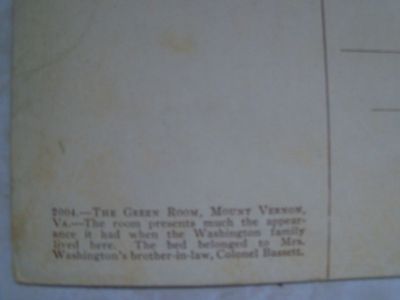 2004.—The Green Room, Mount Vernon,
Va.—The room presents much the appear-
ance it had when the Washington family
lived here. The bed belonged to Mrs.
Washington's brother-in-law, Colonel Bassett.